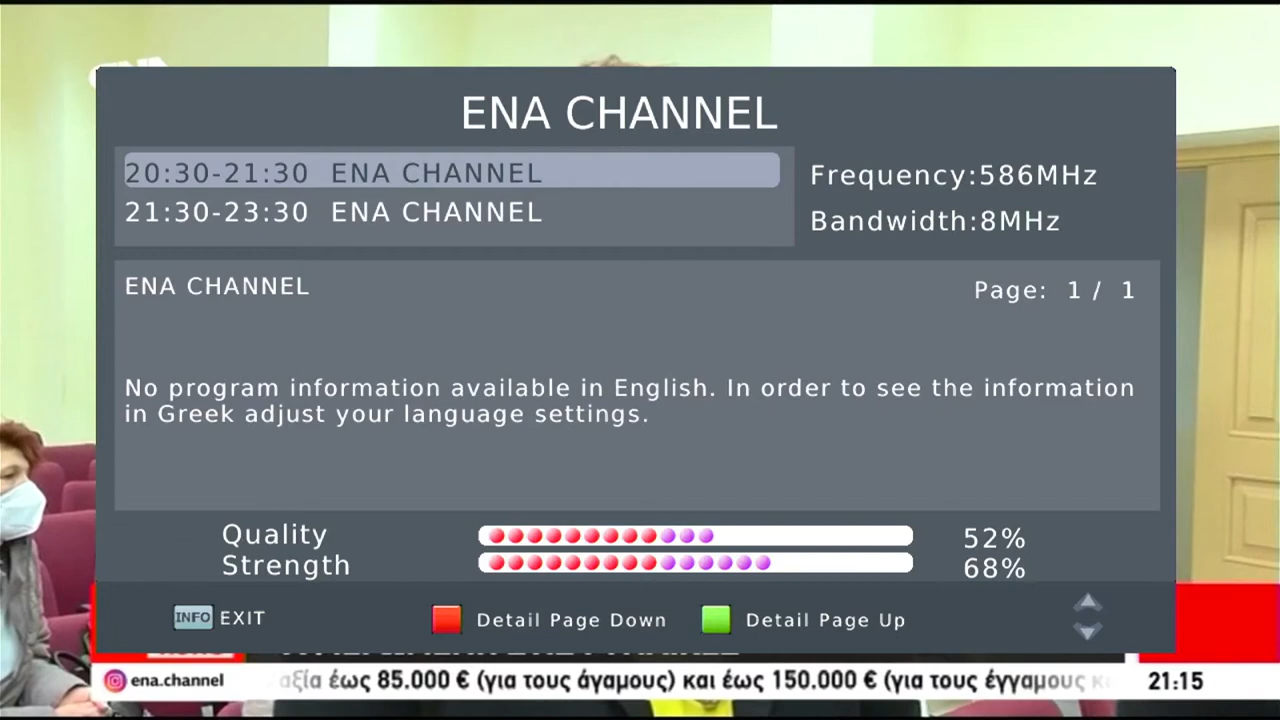 ENA CHANNEL
20:30-21:30 ENA CHANNEL
21:30-23:30 ENA CHANNEL
Frequency:586MHz
Bandwidth:8MHz
ENA CHANNEL
Page: 1 / 1
No program information available in English. In order to see the information
in Greek adjust your language settings.
Quality 52%
Strength 68%
INFO EXIT
Detail Page Down
Detail Page Up
ena.channel
αξία έως 85.000 € (για τους άγαμους) και έως 150.000 € (για τους έγγαμους
21:15